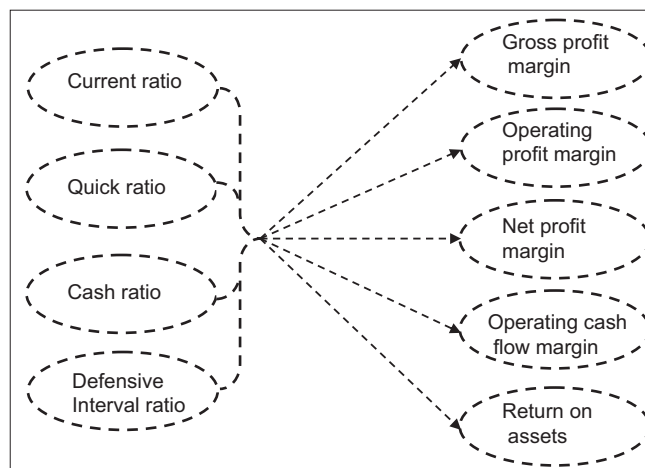 Current ratio
Quick ratio
Cash ratio
Defensive
Interval ratio
Gross profit
margin
Operating
profit margin
Net profit
margin
Operating cash
flow margin
Return on
assets